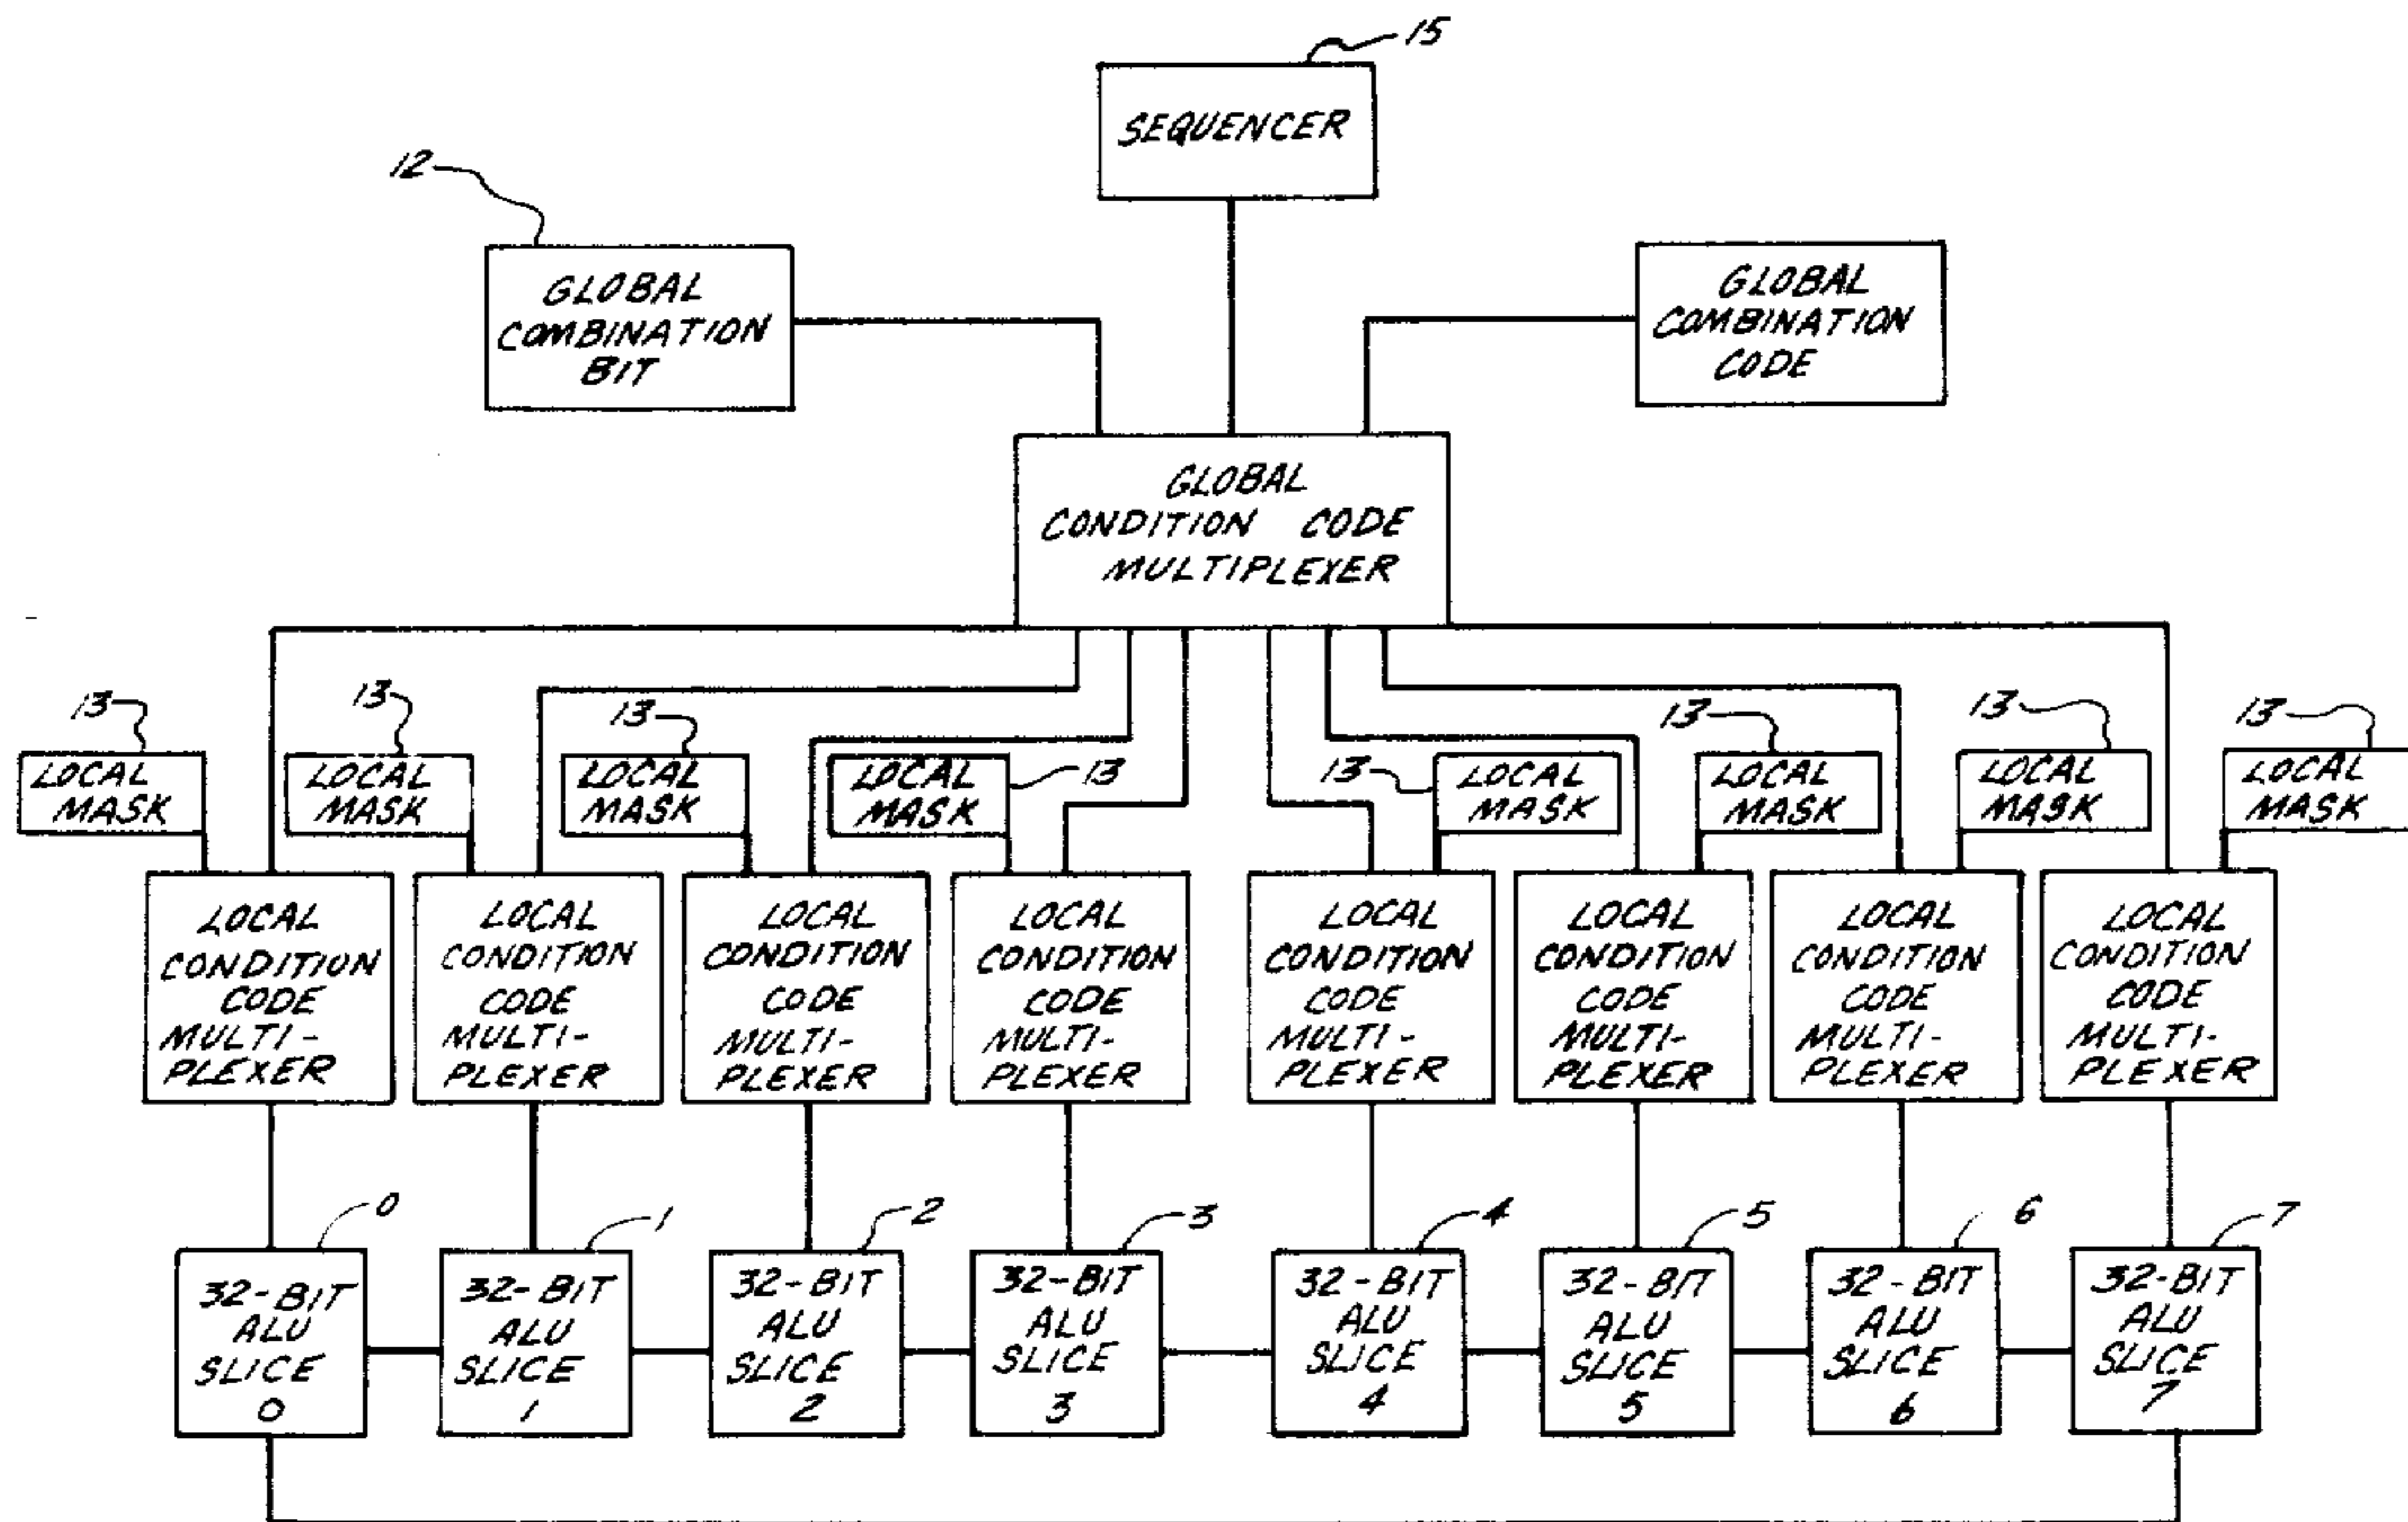 15
SEQUENCER
12
GLOBAL
COMBINATION
BIT
GLOBAL
COMBINATION
CODE
GLOBAL
CONDITION CODE
MULTIPLEXER
13
LOCAL
MASK
13
LOCAL
MASK
13
LOCAL
MASK
13
LOCAL
MASK
13
LOCAL
MASK
13
LOCAL
MASK
13
LOCAL
MASK
13
LOCAL
MASK
LOCAL
CONDITION
CODE
MULTI-
PLEXER
LOCAL
CONDITION
CODE
MULTI-
PLEXER
LOCAL
CONDITION
CODE
MULTI-
PLEXER
LOCAL
CONDITION
CODE
MULTI-
PLEXER
LOCAL
CONDITION
CODE
MULTI-
PLEXER
LOCAL
CONDITION
CODE
MULTI-
PLEXER
LOCAL
CONDITION
CODE
MULTI-
PLEXER
LOCAL
CONDITION
CODE
MULTI-
PLEXER
0
32-BIT
ALU
SLICE
0
1
32-BIT
ALU
SLICE
1
2
32-BIT
ALU
SLICE
2
3
32-BIT
ALU
SLICE
3
4
32-BIT
ALU
SLICE
4
5
32-BIT
ALU
SLICE
5
6
32-BIT
ALU
SLICE
6
7
32-BIT
ALU
SLICE
7